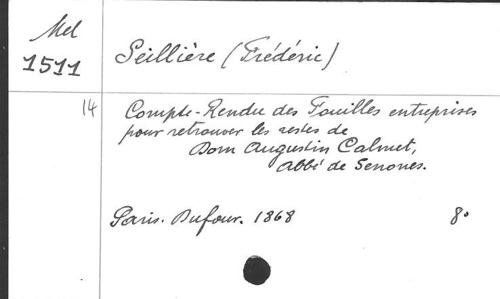 Mel
1511
Seillière (Frédéric)
14
Compte-Rendu des Fouilles entreprises
pour retrouver les restes de
Dom Augustin Calmet,
Abbé de Senones.
Paris. Dufour. 1868
8°